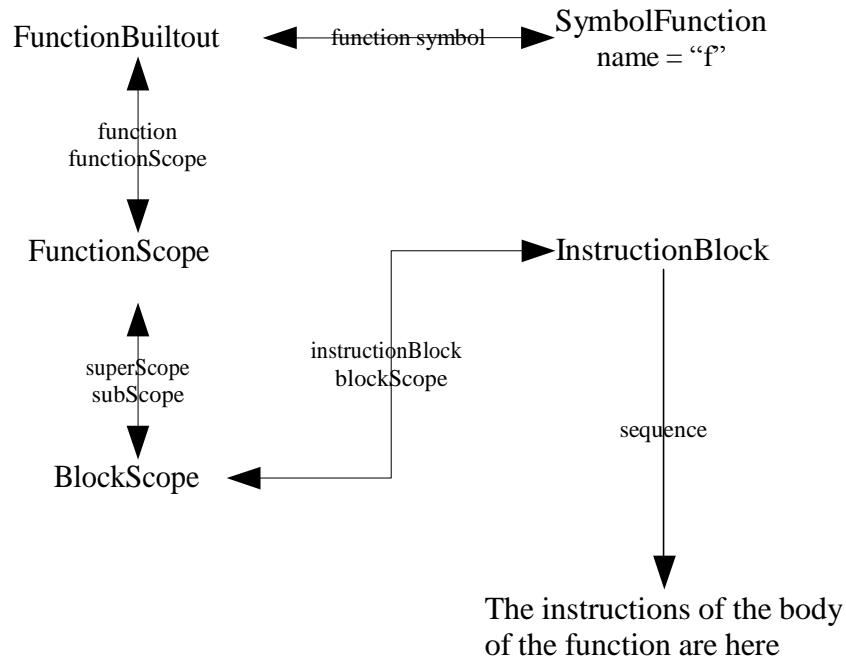 FunctionBuiltout
function symbol
SymbolFunction
name = “f”
function
functionScope
FunctionScope
InstructionBlock
superScope
subScope
instructionBlock
blockScope
sequence
BlockScope
The instructions of the body
of the function are here